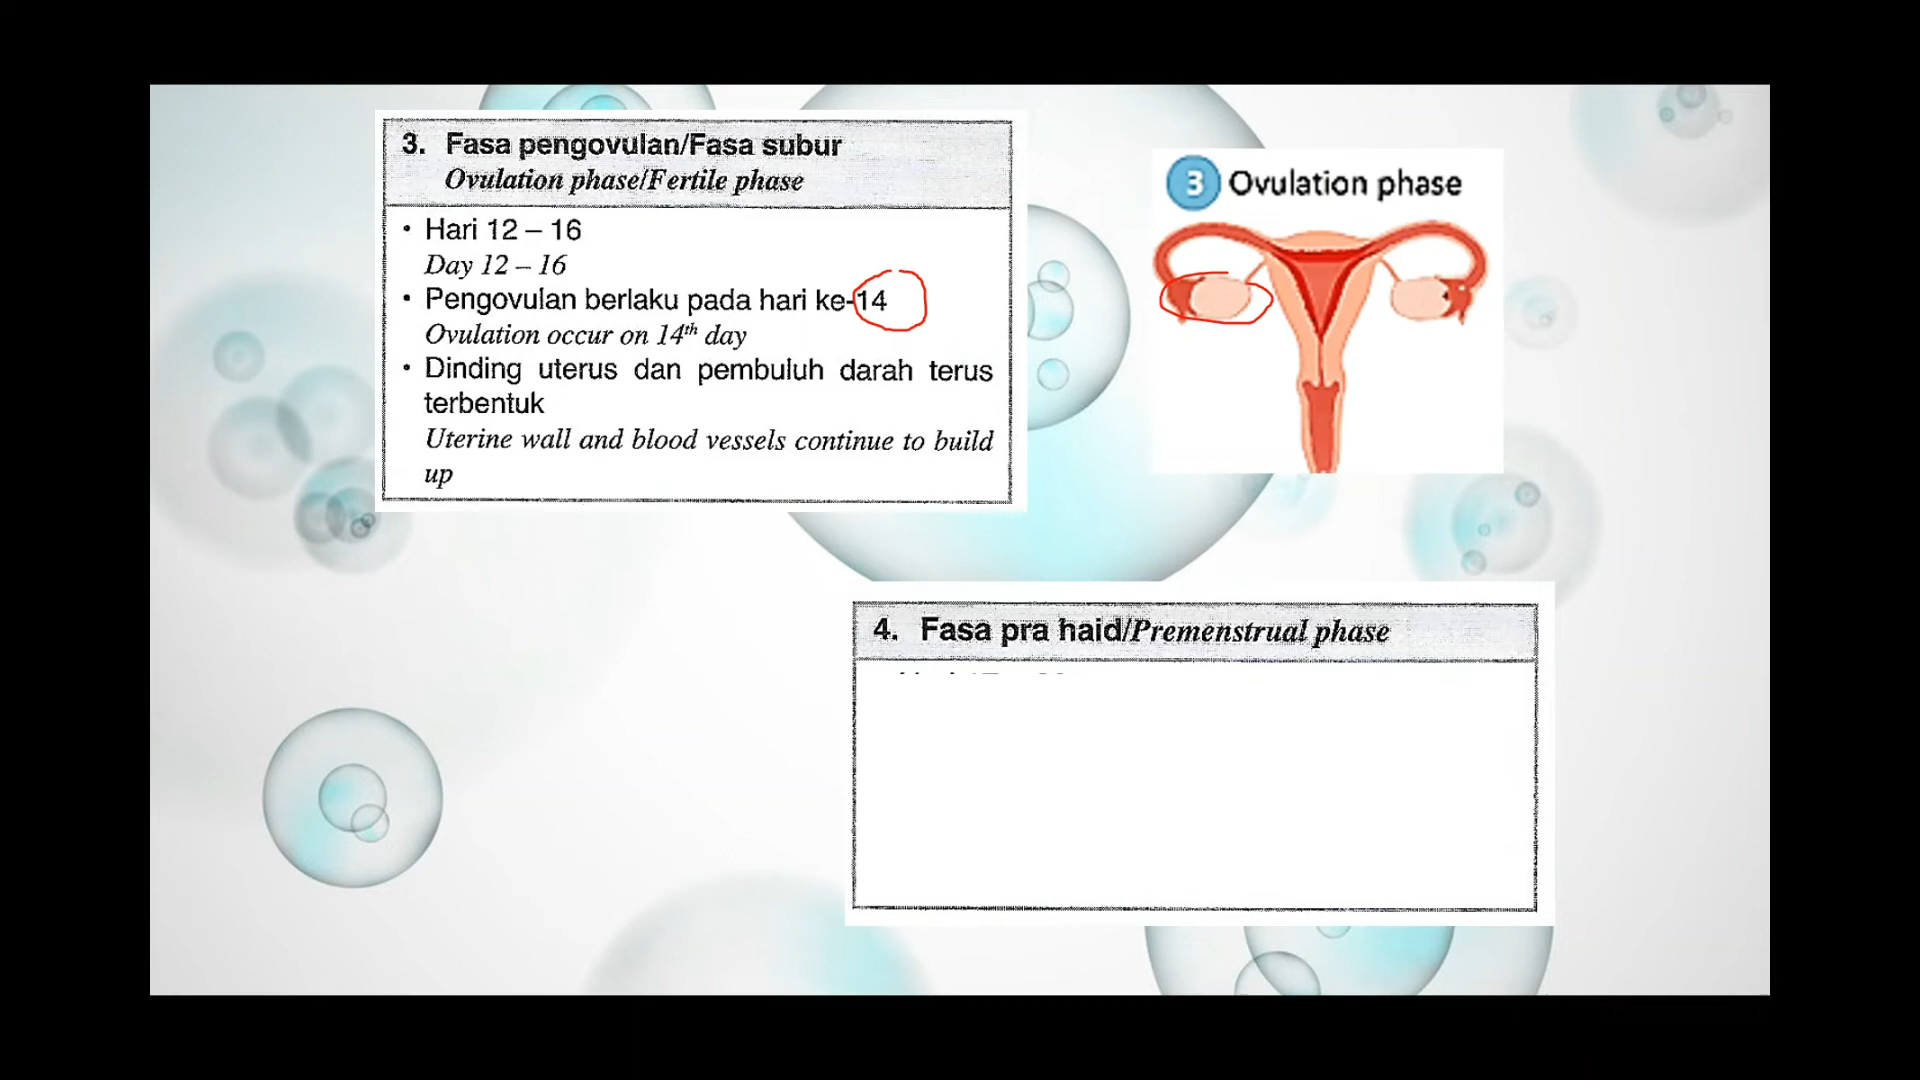 3. Fasa pengovulan/Fasa subur
Ovulation phase/Fertile phase
• Hari 12 – 16
Day 12 – 16
• Pengovulan berlaku pada hari ke-14
Ovulation occur on 14th day
• Dinding uterus dan pembuluh darah terus
terbentuk
Uterine wall and blood vessels continue to build
up
3 Ovulation phase
4. Fasa pra haid/Premenstrual phase